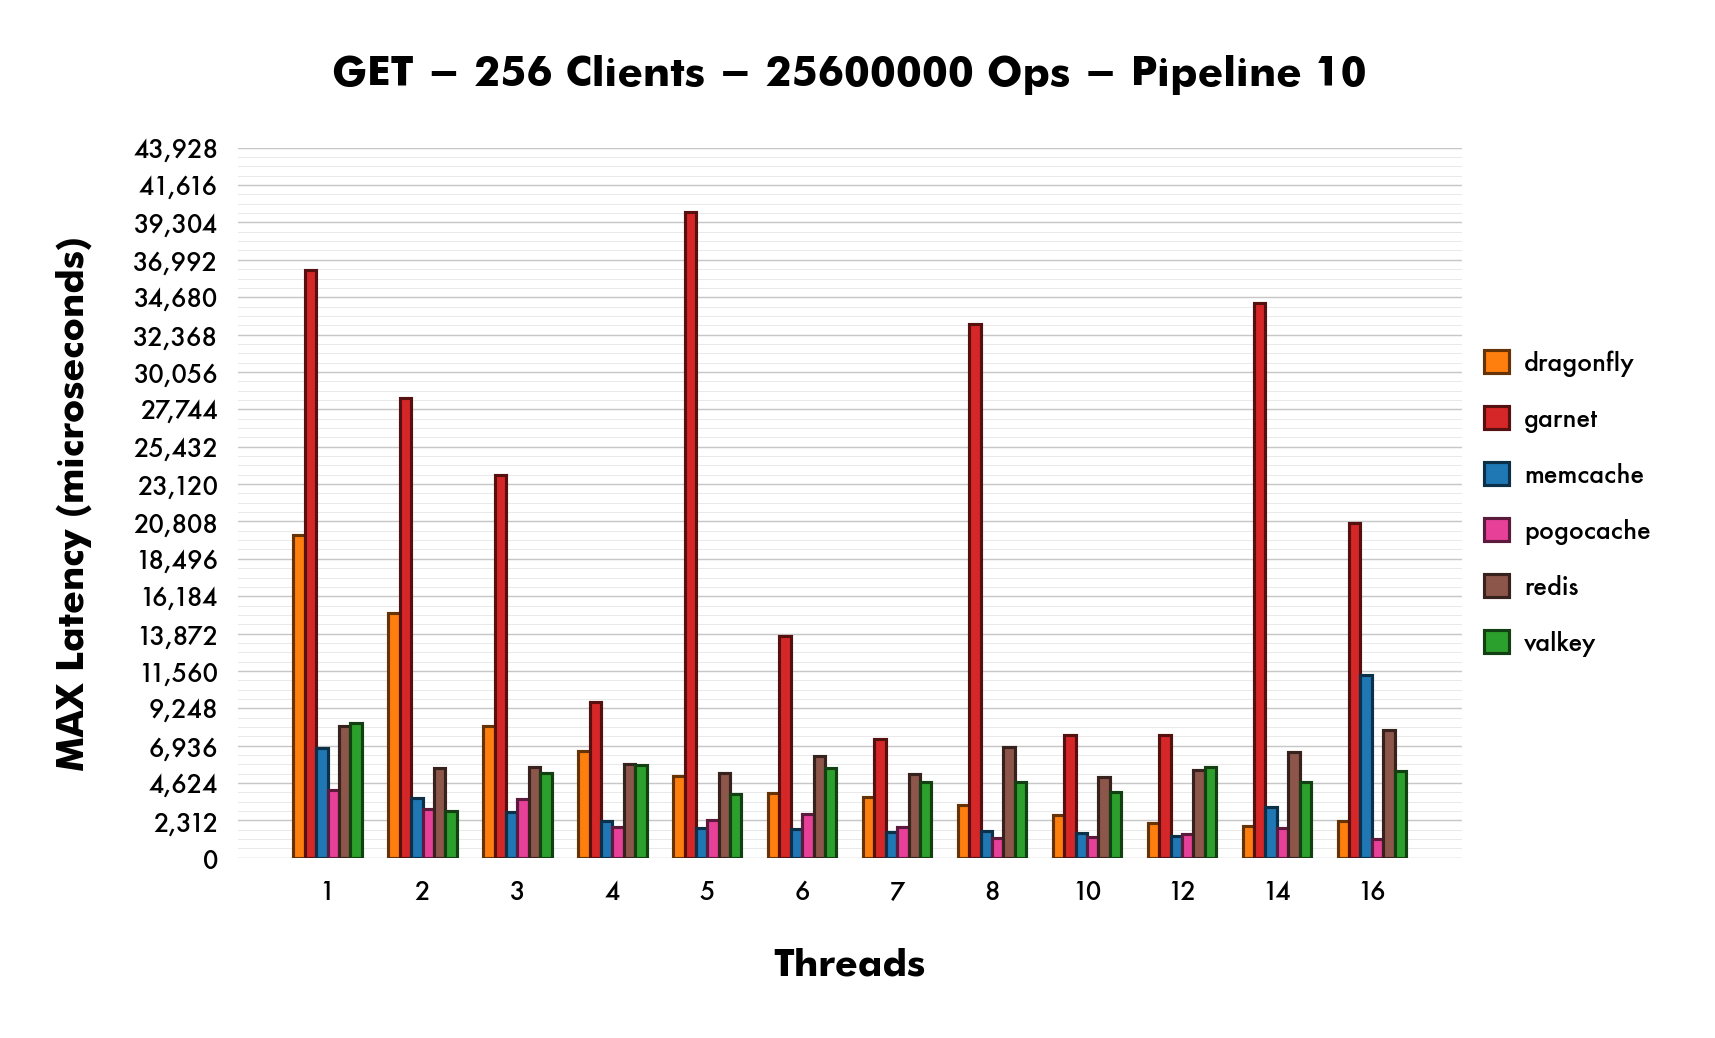 GET – 256 Clients – 25600000 Ops – Pipeline 10
MAX Latency (microseconds)
43,928
41,616
39,304
36,992
34,680
32,368
30,056
27,744
25,432
23,120
20,808
18,496
16,184
13,872
11,560
9,248
6,936
4,624
2,312
0
1 2 3 4 5 6 7 8 10 12 14 16
Threads
dragonfly
garnet
memcache
pogocache
redis
valkey